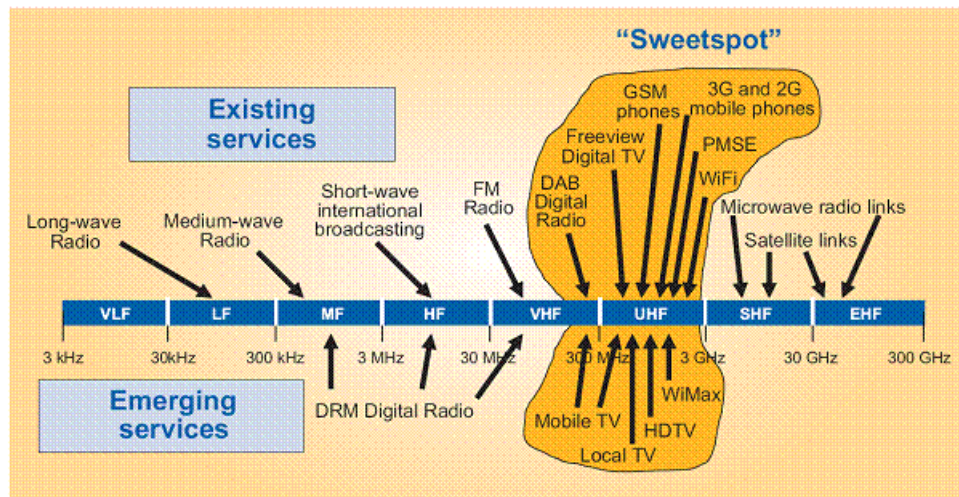 “Sweetspot”
Existing
services
GSM
phones
3G and 2G
mobile phones
Freeview
Digital TV
PMSE
WiFi
DAB
Digital
Radio
FM
Radio
Short-wave
international
broadcasting
Medium-wave
Radio
Long-wave
Radio
Microwave radio links
Satellite links
VLF LF MF HF VHF UHF SHF EHF
3 kHz 30kHz 300 kHz 3 MHz 30 MHz 300 MHz 3 GHz 30 GHz 300 GHz
Emerging
services
DRM Digital Radio
Mobile TV
Local TV
HDTV
WiMax